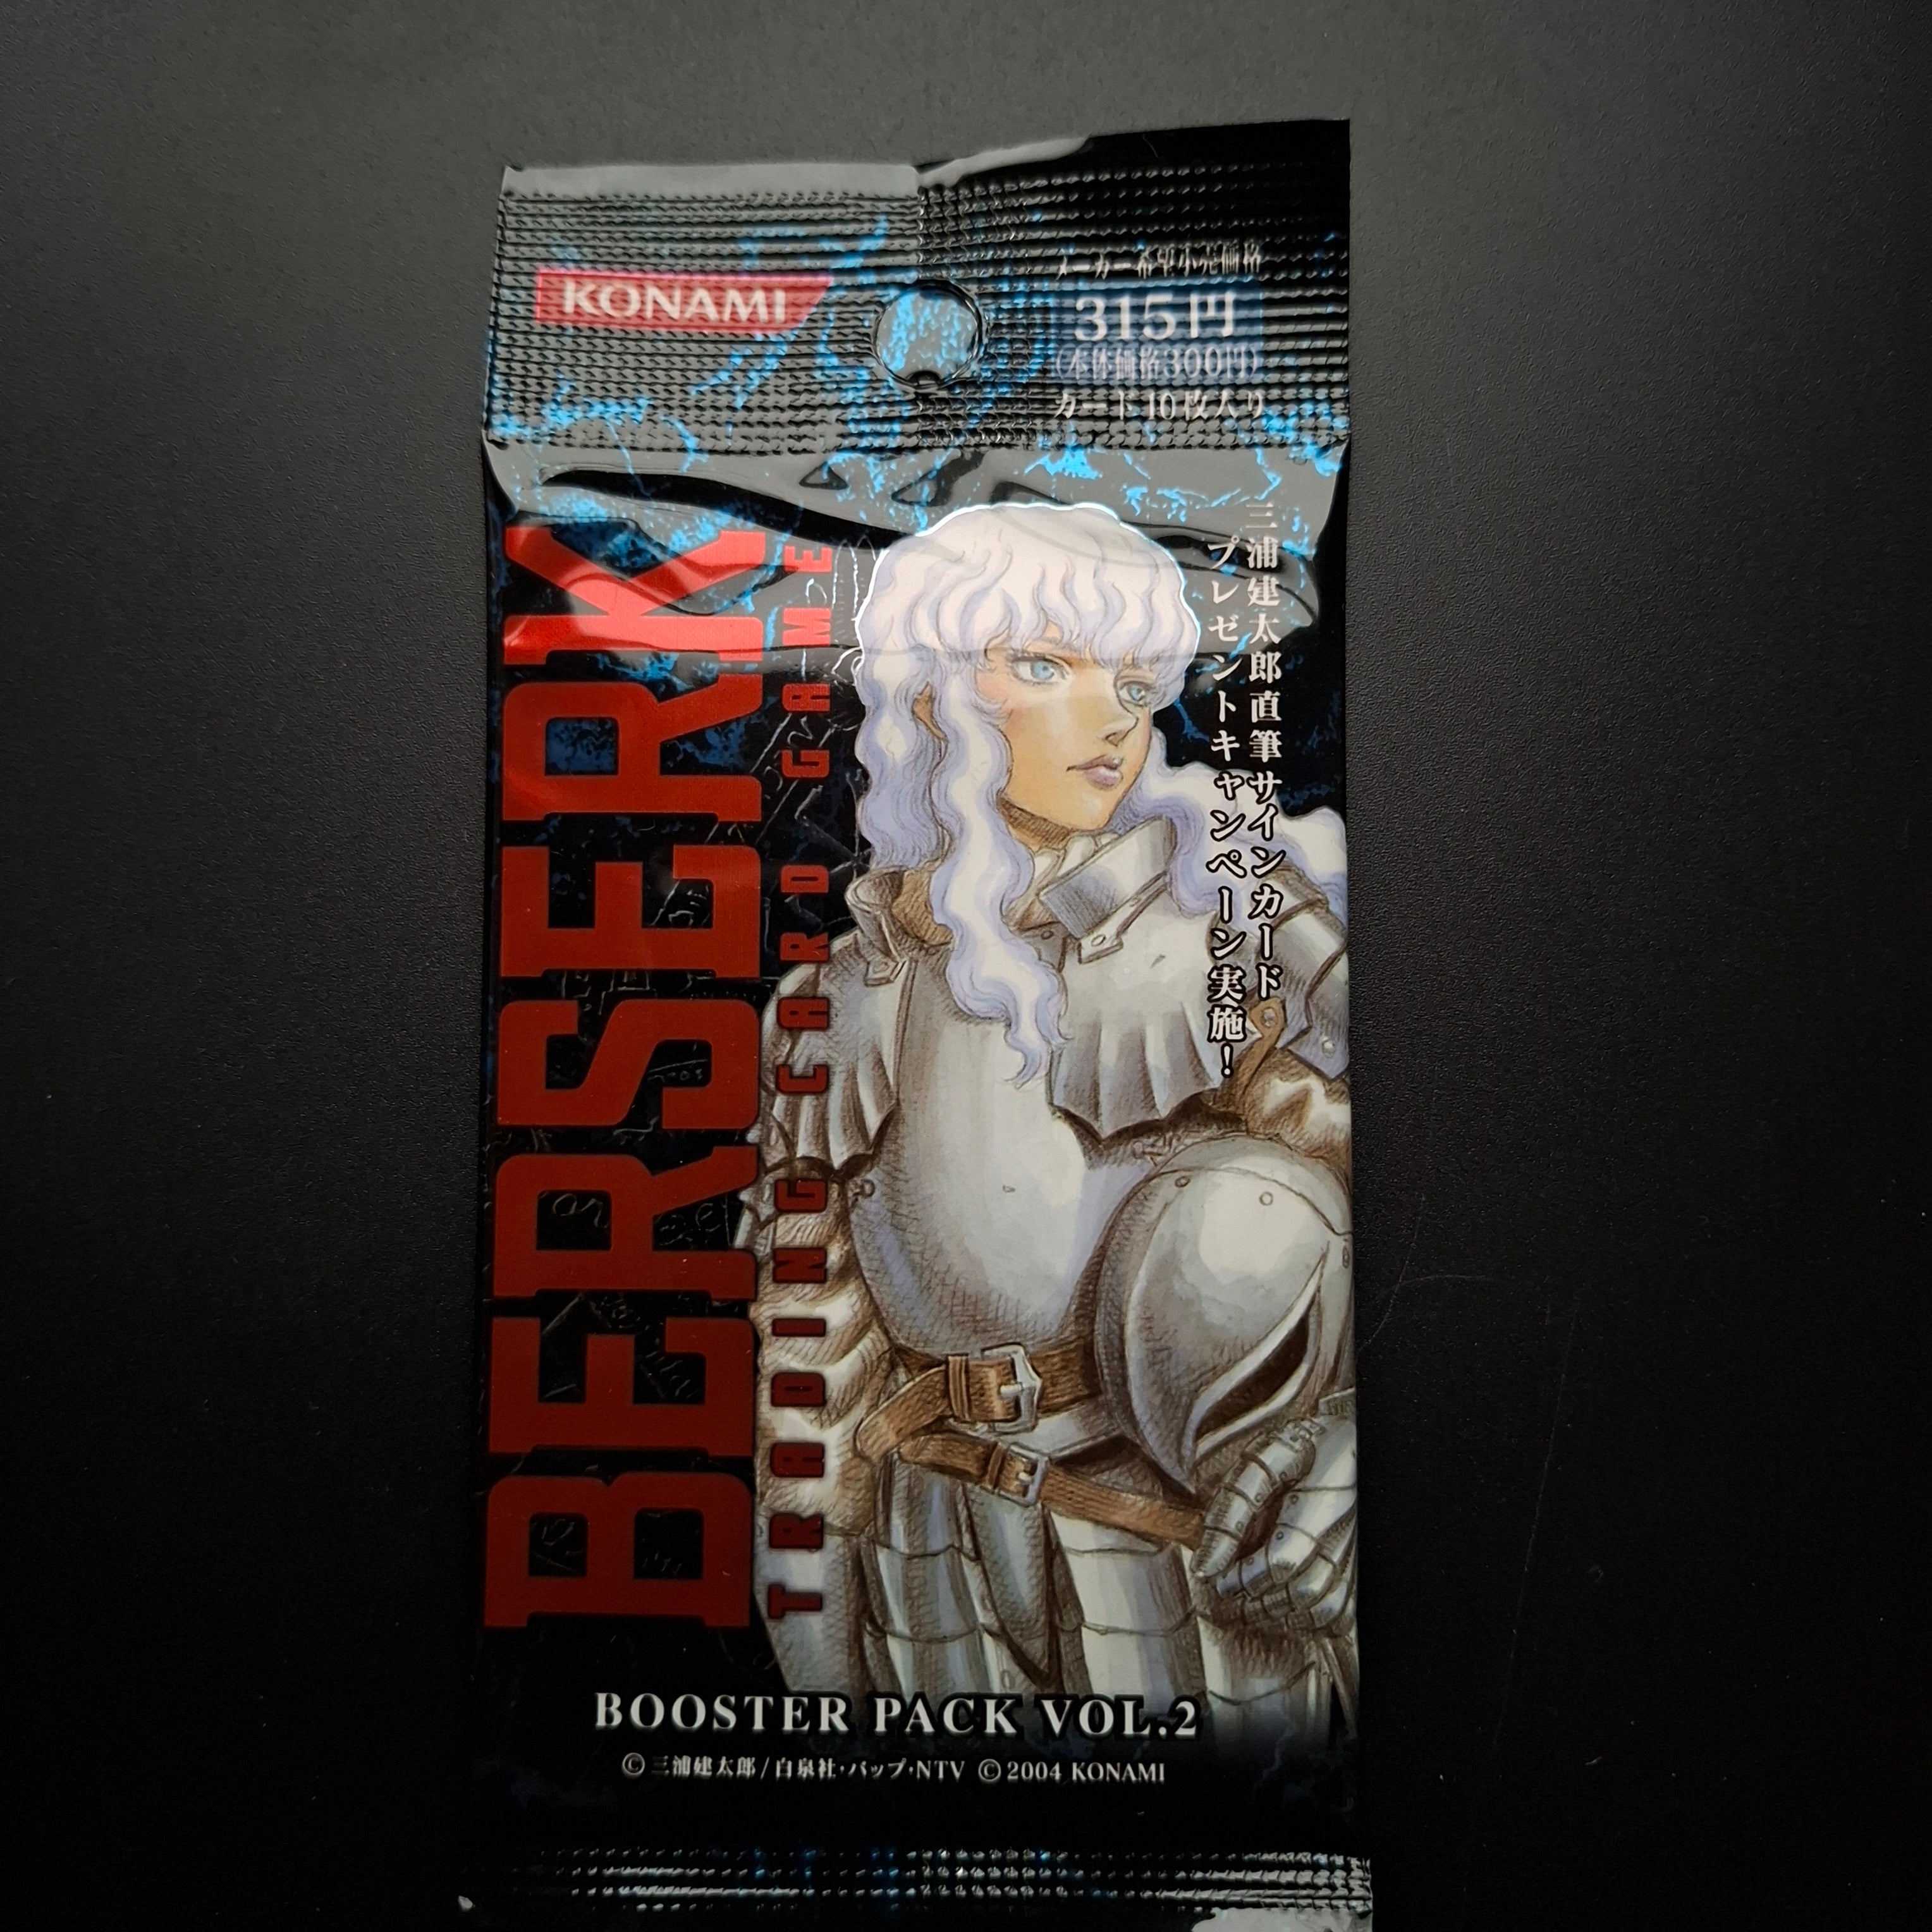 KONAMI
メーカー希望小売価格
315円
(本体価格300円)
カード10枚入り
三浦建太郎直筆サインカード
プレゼントキャンペーン実施！
BERSERK
TRADING CARD GAME
BOOSTER PACK VOL.2
©三浦建太郎/白泉社・バップ・NTV ©2004 KONAMI